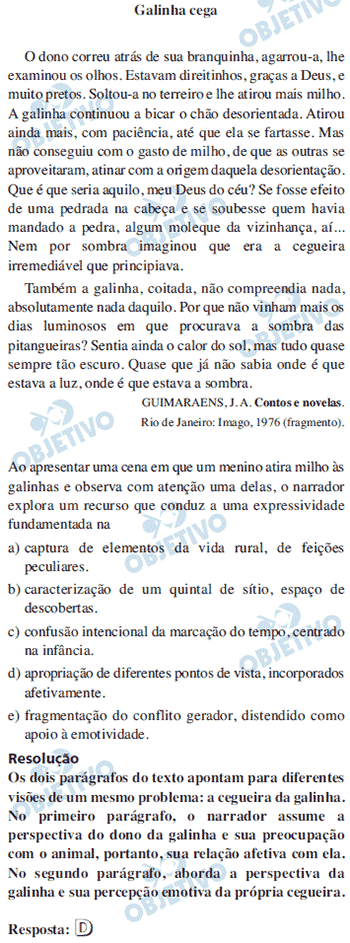 Galinha cega
O dono correu atrás de sua branquinha, agarrou-a, lhe
examinou os olhos. Estavam direitinhos, graças a Deus, e
muito pretos. Soltou-a no terreiro e lhe atirou mais milho.
A galinha continuou a bicar o chão desorientada. Atirou
ainda mais, com paciência, até que ela se fartasse. Mas
não conseguiu com o gasto de milho, de que as outras se
aproveitaram, atinar com a origem daquela desorientação.
Que é que seria aquilo, meu Deus do céu? Se fosse efeito
de uma pedrada na cabeça e se soubesse quem havia
mandado a pedra, algum moleque da vizinhança, aí...
Nem por sombra imaginou que era a cegueira
irremediável que principiava.
Também a galinha, coitada, não compreendia nada,
absolutamente nada daquilo. Por que não vinham mais os
dias luminosos em que procurava a sombra das
pitangueiras? Sentia ainda o calor do sol, mas tudo quase
sempre tão escuro. Quase que já não sabia onde é que
estava a luz, onde é que estava a sombra.
GUIMARAENS, J. A. Contos e novelas.
Rio de Janeiro: Imago, 1976 (fragmento).
Ao apresentar uma cena em que um menino atira milho às
galinhas e observa com atenção uma delas, o narrador
explora um recurso que conduz a uma expressividade
fundamentada na
a) captura de elementos da vida rural, de feições
peculiares.
b) caracterização de um quintal de sítio, espaço de
descobertas.
c) confusão intencional da marcação do tempo, centrado
na infância.
d) apropriação de diferentes pontos de vista, incorporados
afetivamente.
e) fragmentação do conflito gerador, distendido como
apoio à emotividade.
Resolução
Os dois parágrafos do texto apontam para diferentes
visões de um mesmo problema: a cegueira da galinha.
No primeiro parágrafo, o narrador assume a
perspectiva do dono da galinha e sua preocupação
com o animal, portanto, sua relação afetiva com ela.
No segundo parágrafo, aborda a perspectiva da
galinha e sua percepção emotiva da própria cegueira.
Resposta: D
OBJETIVO
OBJETIVO
OBJETIVO
OBJETIVO
OBJETIVO
OBJETIVO
OBJETIVO
OBJETIVO
OBJETIVO